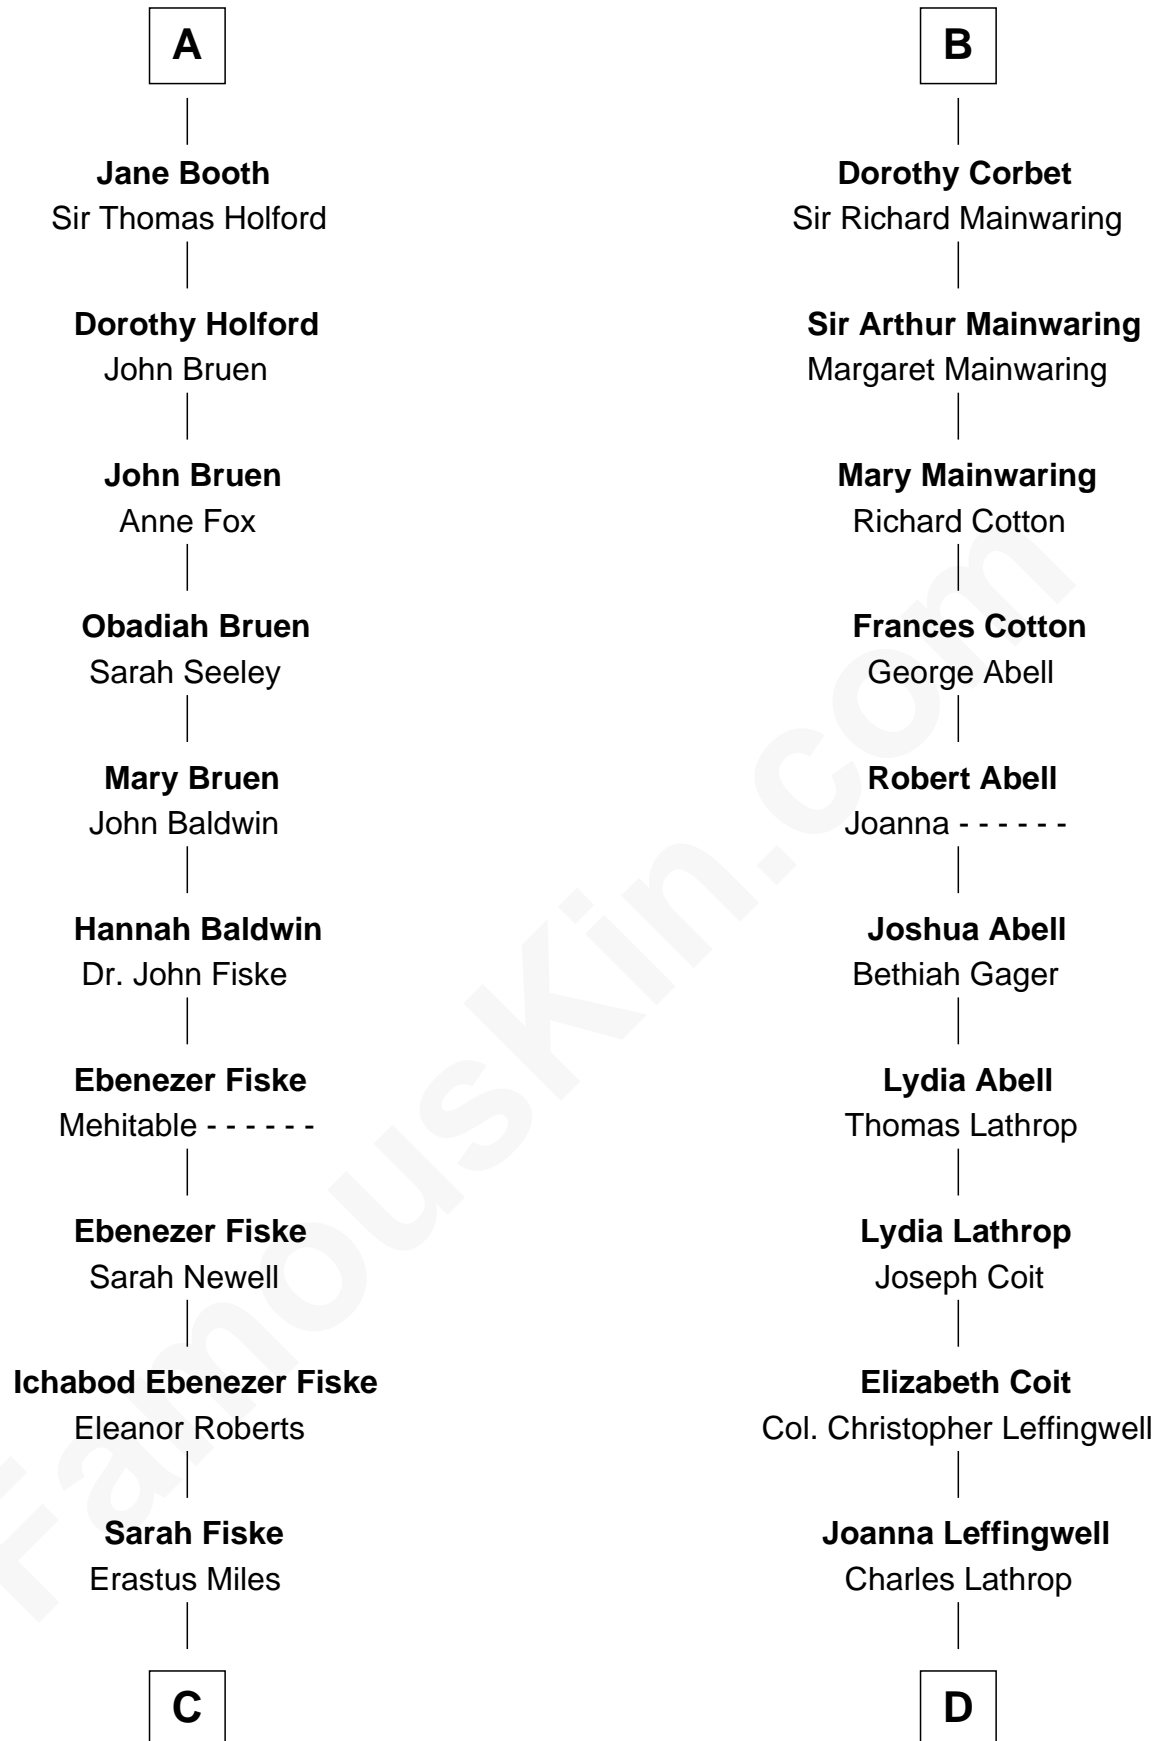 A
Jane Booth
Sir Thomas Holford
Dorothy Holford
John Bruen
John Bruen
Anne Fox
Obadiah Bruen
Sarah Seeley
Mary Bruen
John Baldwin
Hannah Baldwin
Dr. John Fiske
Ebenezer Fiske
Mehitable - - - - - -
Ebenezer Fiske
Sarah Newell
Ichabod Ebenezer Fiske
Eleanor Roberts
Sarah Fiske
Erastus Miles
C
B
Dorothy Corbet
Sir Richard Mainwaring
Sir Arthur Mainwaring
Margaret Mainwaring
Mary Mainwaring
Richard Cotton
Frances Cotton
George Abell
Robert Abell
Joanna - - - - - -
Joshua Abell
Bethiah Gager
Lydia Abell
Thomas Lathrop
Lydia Lathrop
Joseph Coit
Elizabeth Coit
Col. Christopher Leffingwell
Joanna Leffingwell
Charles Lathrop
D
FamousKin.com